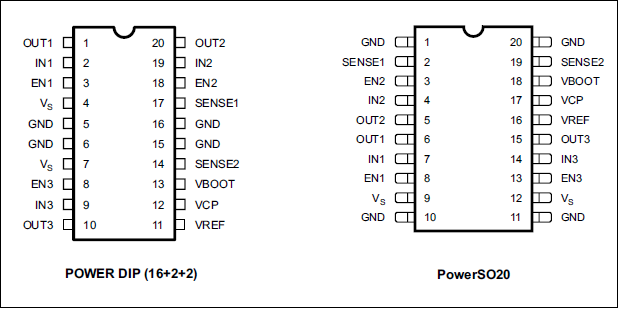 OUT1 1 20 OUT2
IN1 2 19 IN2
EN1 3 18 EN2
VS 4 17 SENSE1
GND 5 16 GND
GND 6 15 GND
VS 7 14 SENSE2
EN3 8 13 VBOOT
IN3 9 12 VCP
OUT3 10 11 VREF
POWER DIP (16+2+2)
GND 1 20 GND
SENSE1 2 19 SENSE2
EN2 3 18 VBOOT
IN2 4 17 VCP
OUT2 5 16 VREF
OUT1 6 15 OUT3
IN1 7 14 IN3
EN1 8 13 EN3
VS 9 12 VS
GND 10 11 GND
PowerSO20